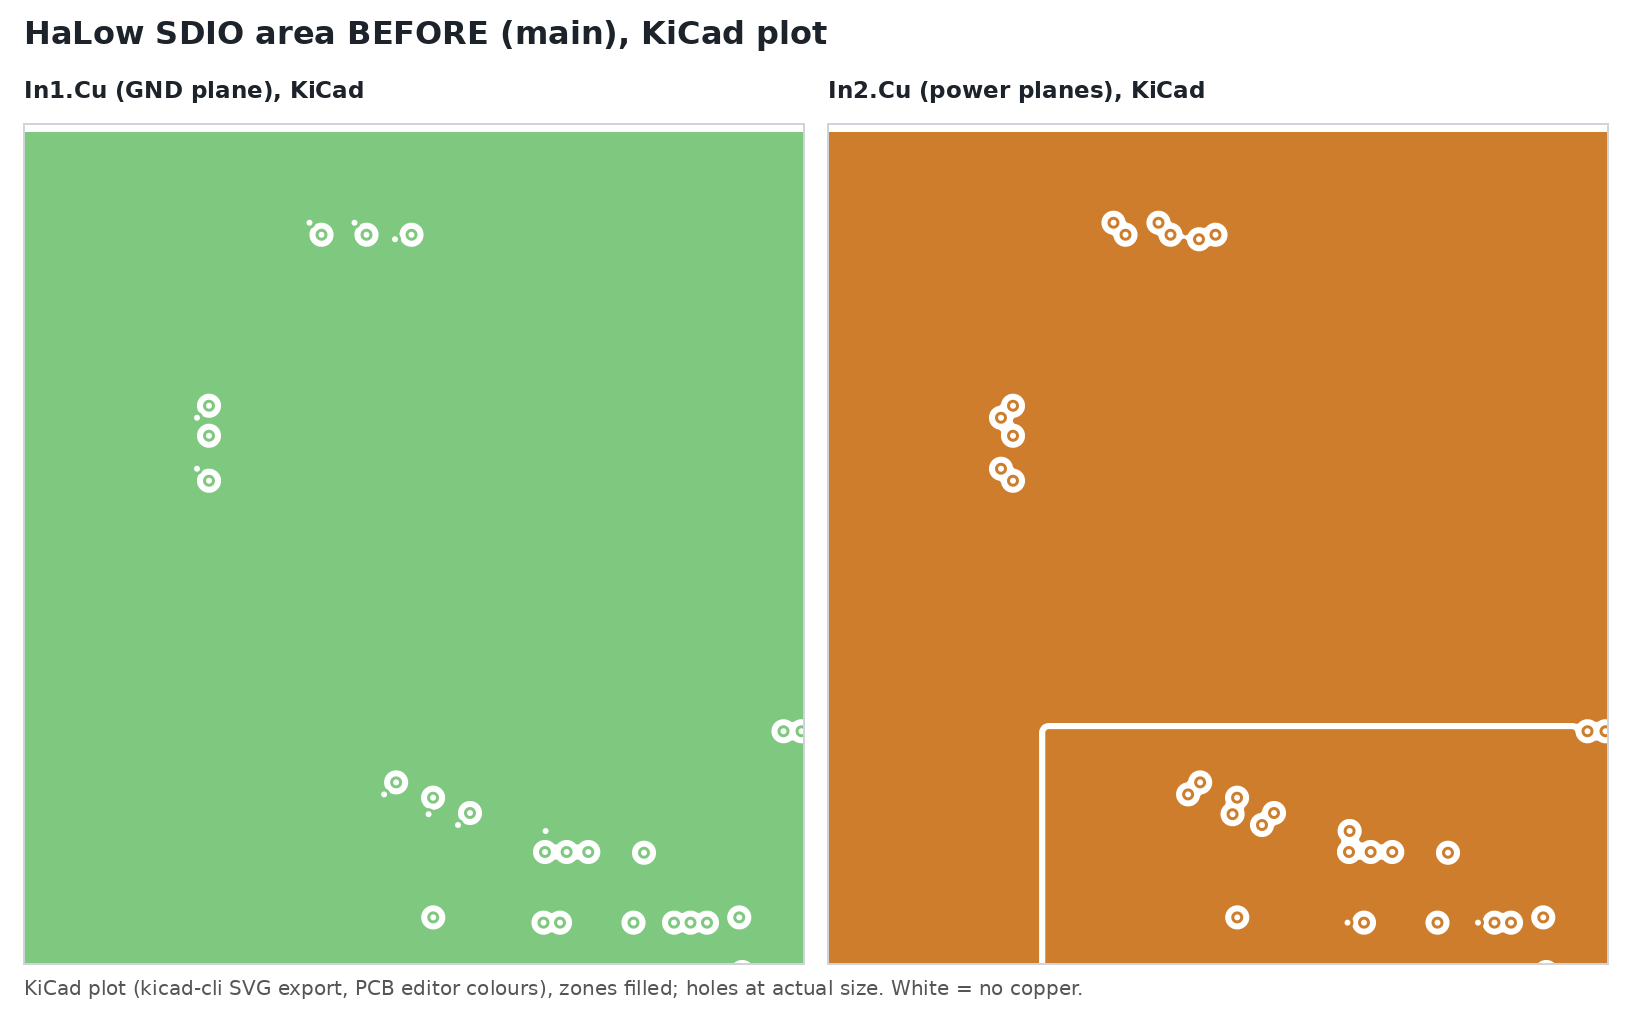 HaLow SDIO area BEFORE (main), KiCad plot
In1.Cu (GND plane), KiCad
In2.Cu (power planes), KiCad
KiCad plot (kicad-cli SVG export, PCB editor colours), zones filled; holes at actual size. White = no copper.